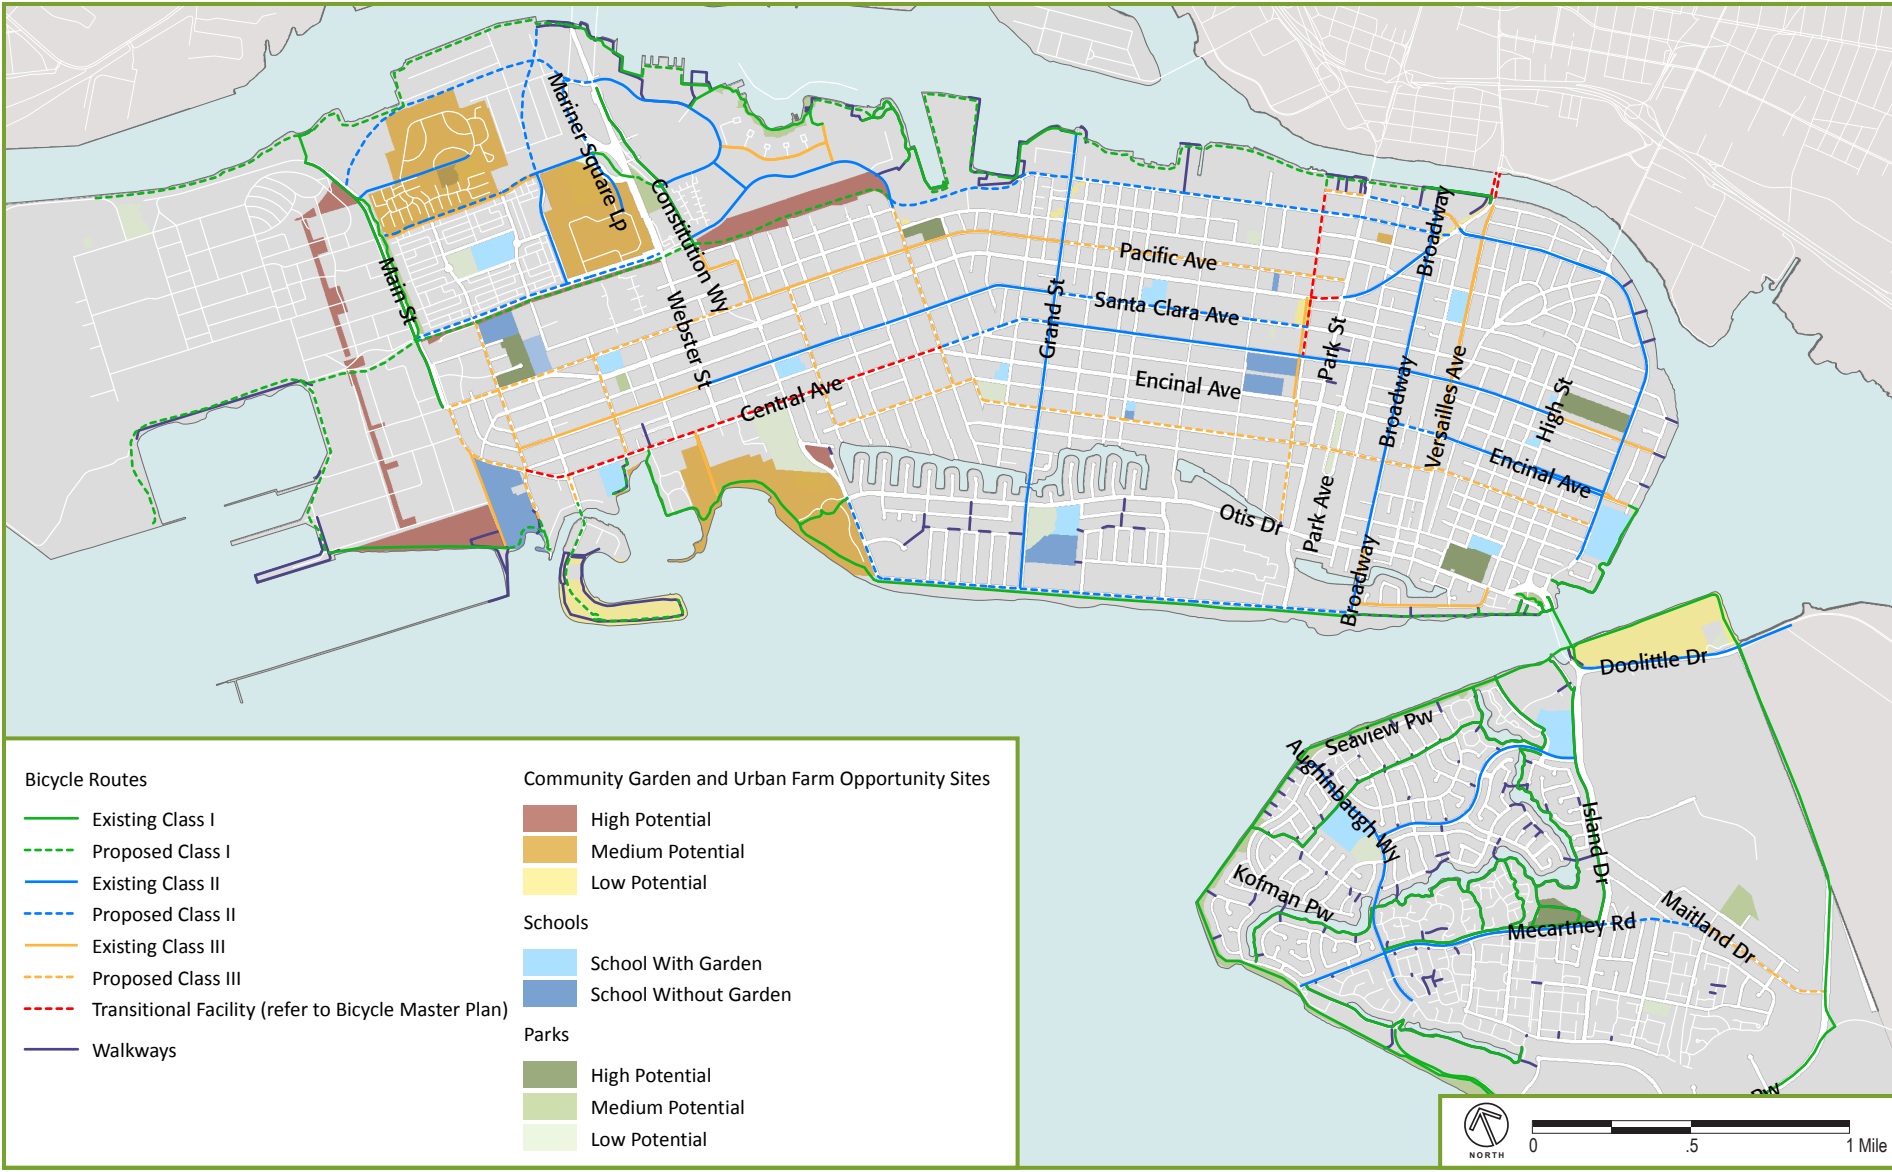 Mariner Square Lp
Constitution Wy
Main St
Webster St
Central Ave
Grand St
Pacific Ave
Santa Clara Ave
Encinal Ave
Park St
Broadway
Broadway
Versailles Ave
High St
Encinal Ave
Otis Dr
Park Ave
Broadway
Doolittle Dr
Seaview Pw
Aughinbaugh Wy
Island Dr
Kofman Pw
Mecartney Rd
Maitland Dr
Pw
Bicycle Routes
Existing Class I
Proposed Class I
Existing Class II
Proposed Class II
Existing Class III
Proposed Class III
Transitional Facility (refer to Bicycle Master Plan)
Walkways
Community Garden and Urban Farm Opportunity Sites
High Potential
Medium Potential
Low Potential
Schools
School With Garden
School Without Garden
Parks
High Potential
Medium Potential
Low Potential
NORTH
0 .5 1 Mile